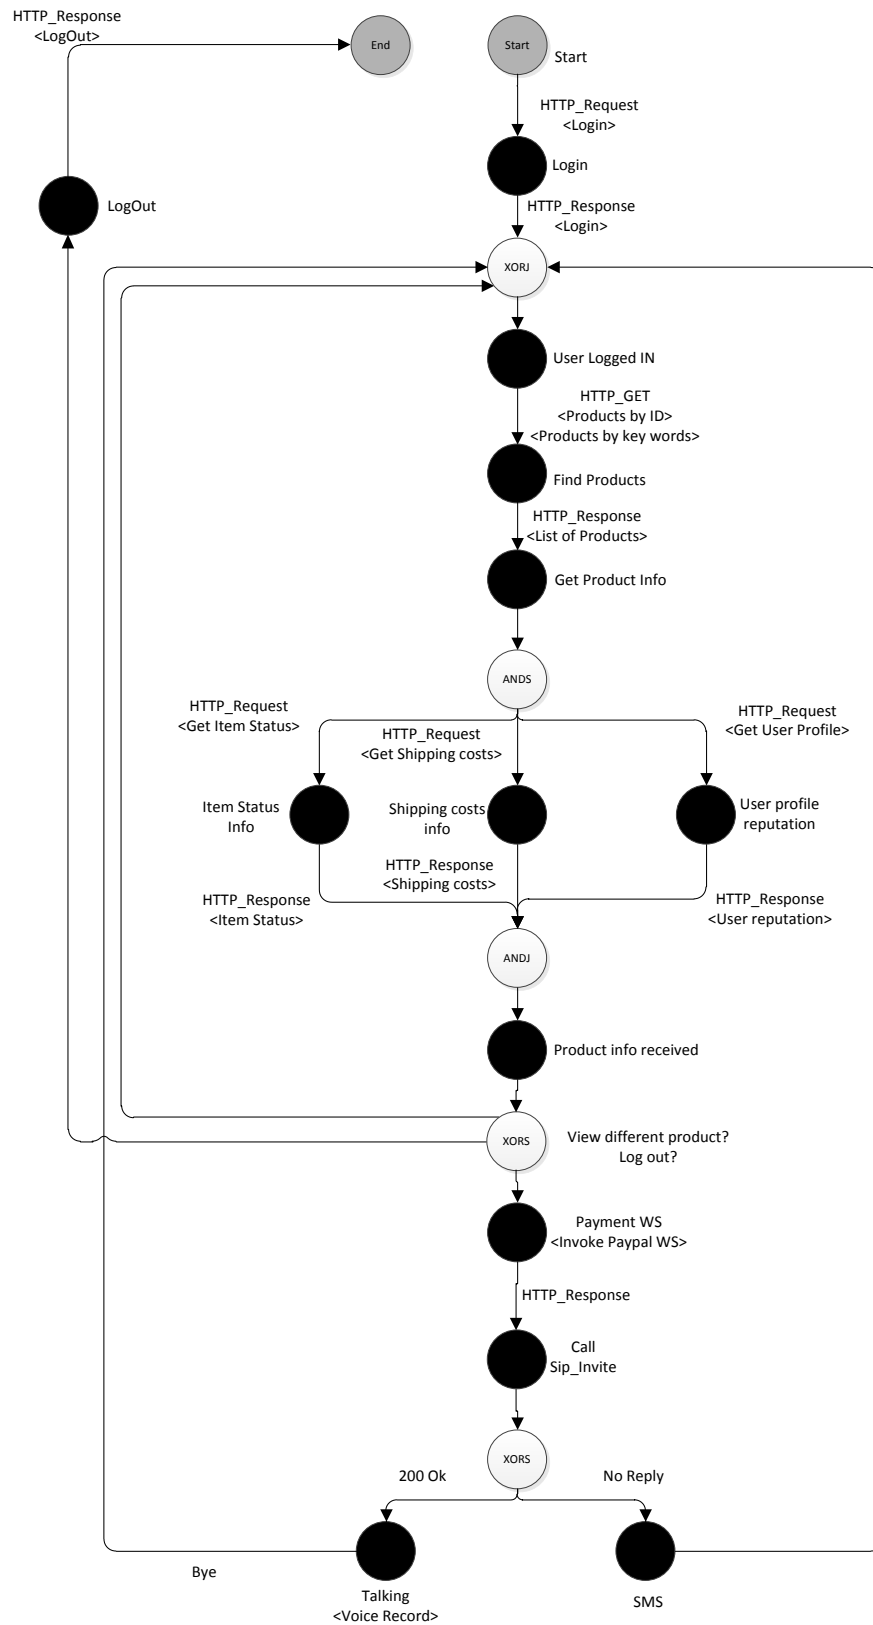 HTTP_Response
<LogOut>
End
Start
Start
HTTP_Request
<Login>
Login
LogOut
HTTP_Response
<Login>
XORJ
User Logged IN
HTTP_GET
<Products by ID>
<Products by key words>
Find Products
HTTP_Response
<List of Products>
Get Product Info
ANDS
HTTP_Request
<Get Item Status>
HTTP_Request
<Get Shipping costs>
HTTP_Request
<Get User Profile>
Item Status
Info
Shipping costs
info
User profile
reputation
HTTP_Response
<Item Status>
HTTP_Response
<Shipping costs>
HTTP_Response
<User reputation>
ANDJ
Product info received
XORS
View different product?
Log out?
Payment WS
<Invoke Paypal WS>
HTTP_Response
Call
Sip_Invite
XORS
200 Ok
No Reply
Bye
Talking
<Voice Record>
SMS